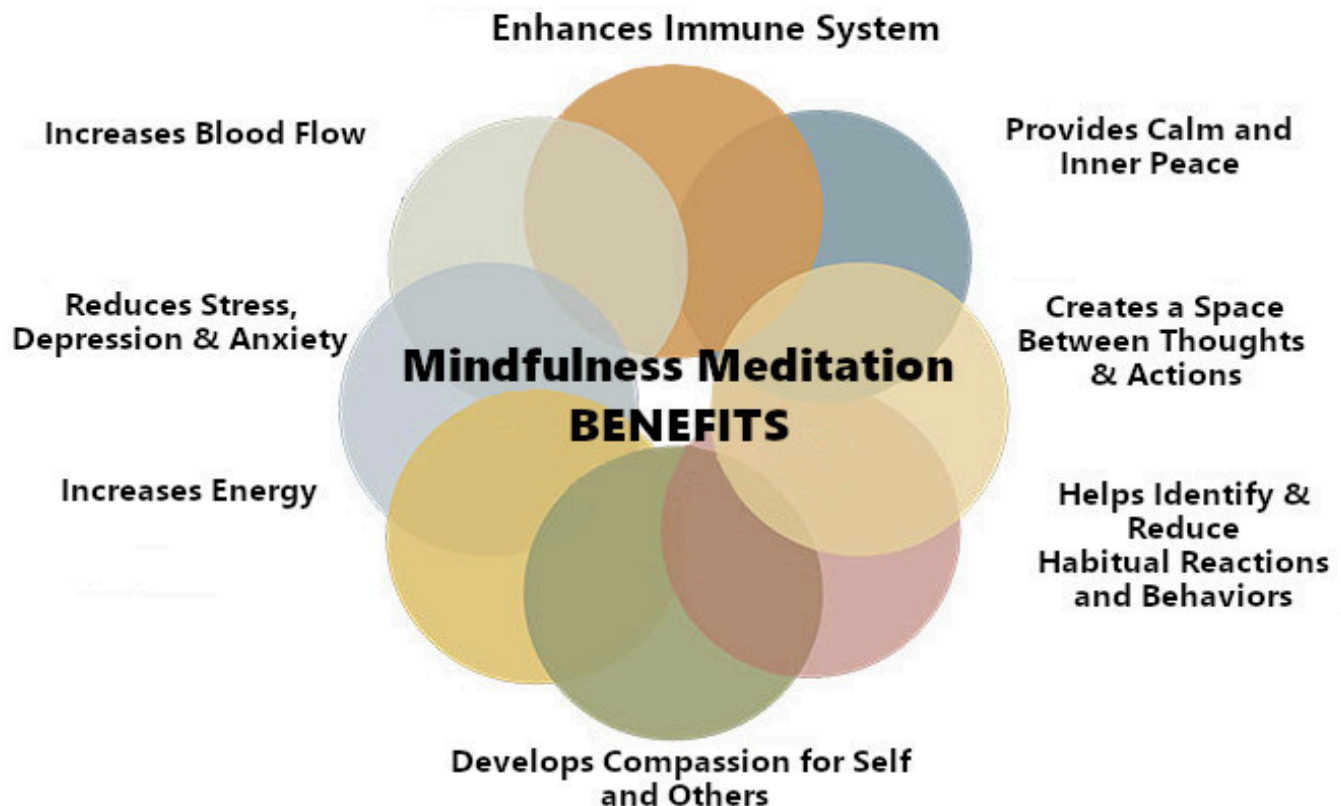 Enhances Immune System
Increases Blood Flow
Provides Calm and
Inner Peace
Reduces Stress,
Depression & Anxiety
Creates a Space
Between Thoughts
& Actions
Mindfulness Meditation
BENEFITS
Increases Energy
Helps Identify &
Reduce
Habitual Reactions
and Behaviors
Develops Compassion for Self
and Others